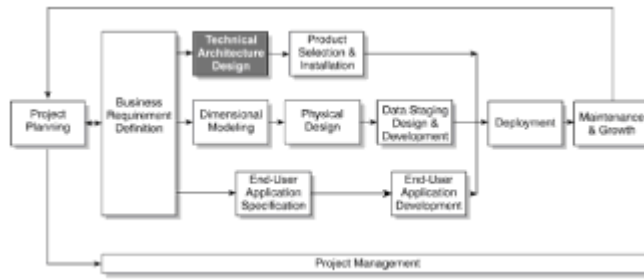 Technical
Architecture
Design
Product
Selection &
Installation
Project
Planning
Business
Requirement
Definition
Dimensional
Modeling
Physical
Design
Data Staging
Design &
Development
Deployment
Maintenance
& Growth
End-User
Application
Specification
End-User
Application
Development
Project Management